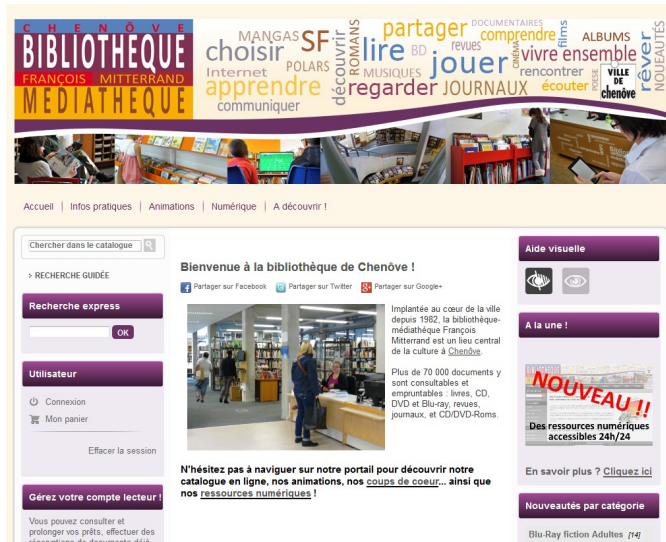 CHENÔVE
BIBLIOTHEQUE
FRANÇOIS MITTERRAND
MEDIATHEQUE
MANGAS
choisir
SF
POLARS
Internet
apprendre
communiquer
découvrir
ROMANS
partager
lire
BD
revues
MUSIQUES
jouer
regarder
JOURNAUX
DOCUMENTAIRES
comprendre
CINÉMA
films
ALBUMS
vivre ensemble
rencontrer
écouter
POESIE
VILLE
DE
chenôve
rêver
NOUEAUTÉS
Accueil | Infos pratiques | Animations | Numérique | A découvrir !
Chercher dans le catalogue
> RECHERCHE GUIDÉE
Recherche express
OK
Utilisateur
Connexion
Mon panier
Effacer la session
Gérez votre compte lecteur !
Vous pouvez consulter et
prolonger vos prêts, effectuer des
Bienvenue à la bibliothèque de Chenôve !
Partager sur Facebook Partager sur Twitter Partager sur Google+
Implantée au cœur de la ville
depuis 1982, la bibliothèque-
médiathèque François
Mitterrand est un lieu central
de la culture à Chenôve.
Plus de 70 000 documents y
sont consultables et
empruntables : livres, CD,
DVD et Blu-ray, revues,
journaux, et CD/DVD-Roms.
N'hésitez pas à naviguer sur notre portail pour découvrir notre
catalogue en ligne, nos animations, nos coups de coeur... ainsi que
nos ressources numériques !
Aide visuelle
A la une !
NOUVEAU !!
Des ressources numériques
accessibles 24h/24
En savoir plus ? Cliquez ici
Nouveautés par catégorie
Blu-Ray fiction Adultes [14]